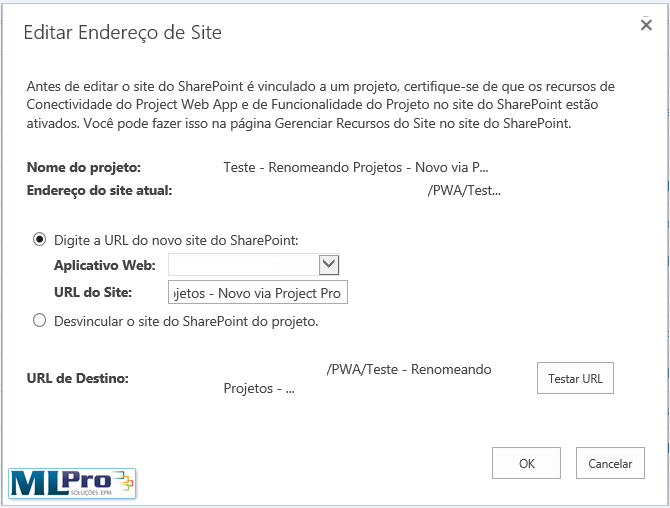 Editar Endereço de Site
Antes de editar o site do SharePoint é vinculado a um projeto, certifique-se de que os recursos de
Conectividade do Project Web App e de Funcionalidade do Projeto no site do SharePoint estão
ativados. Você pode fazer isso na página Gerenciar Recursos do Site no site do SharePoint.
Nome do projeto: Teste - Renomeando Projetos - Novo via P...
Endereço do site atual: /PWA/Test...
Digite a URL do novo site do SharePoint:
Aplicativo Web:
URL do Site: ojetos - Novo via Project Pro
Desvincular o site do SharePoint do projeto.
URL de Destino: /PWA/Teste - Renomeando
Projetos - ...
Testar URL
OK Cancelar
MLPro
SOLUÇÕES EPM